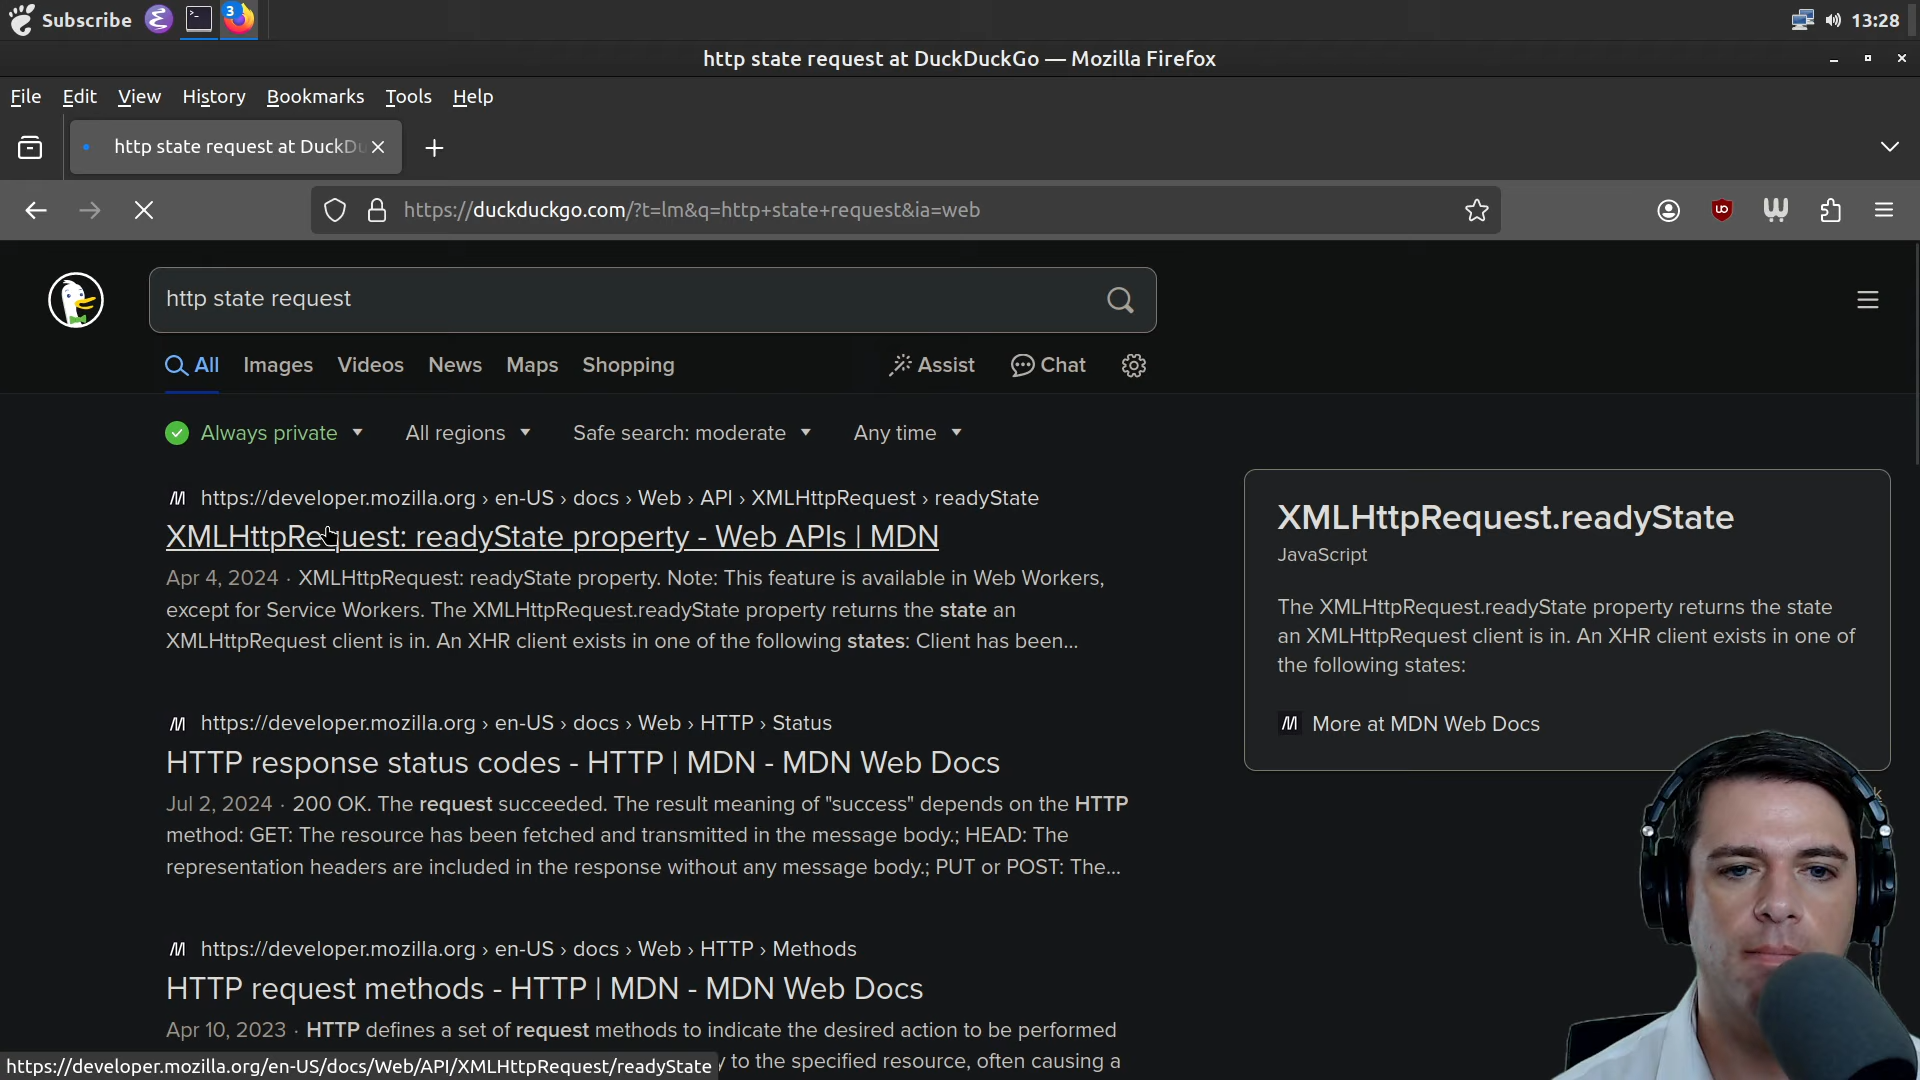 Subscribe
3
13:28
http state request at DuckDuckGo — Mozilla Firefox
File Edit View History Bookmarks Tools Help
http state request at DuckDu
https://duckduckgo.com/?t=lm&q=http+state+request&ia=web
http state request
All Images Videos News Maps Shopping Assist Chat
Always private All regions Safe search: moderate Any time
https://developer.mozilla.org › en-US › docs › Web › API › XMLHttpRequest › readyState
XMLHttpRequest: readyState property - Web APIs | MDN
Apr 4, 2024 · XMLHttpRequest: readyState property. Note: This feature is available in Web Workers,
except for Service Workers. The XMLHttpRequest.readyState property returns the state an
XMLHttpRequest client is in. An XHR client exists in one of the following states: Client has been...
XMLHttpRequest.readyState
JavaScript
The XMLHttpRequest.readyState property returns the state
an XMLHttpRequest client is in. An XHR client exists in one of
the following states:
More at MDN Web Docs
https://developer.mozilla.org › en-US › docs › Web › HTTP › Status
HTTP response status codes - HTTP | MDN - MDN Web Docs
Jul 2, 2024 · 200 OK. The request succeeded. The result meaning of "success" depends on the HTTP
method: GET: The resource has been fetched and transmitted in the message body.; HEAD: The
representation headers are included in the response without any message body.; PUT or POST: The...
https://developer.mozilla.org › en-US › docs › Web › HTTP › Methods
HTTP request methods - HTTP | MDN - MDN Web Docs
Apr 10, 2023 · HTTP defines a set of request methods to indicate the desired action to be performed
to the specified resource, often causing a
https://developer.mozilla.org/en-US/docs/Web/API/XMLHttpRequest/readyState